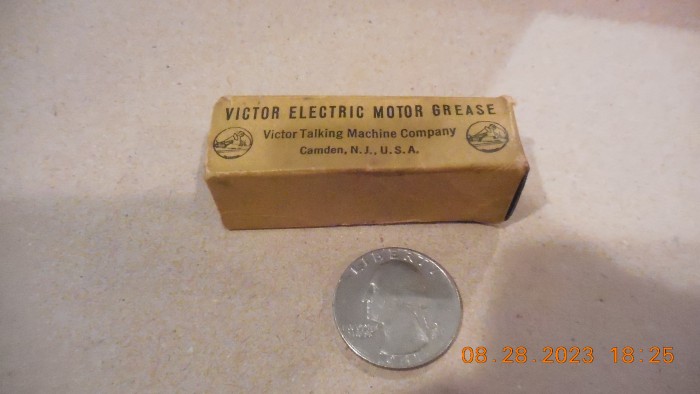 VICTOR ELECTRIC MOTOR GREASE
Victor Talking Machine Company
Camden, N.J., U.S.A.
LIBERTY
08.28.2023 18:25